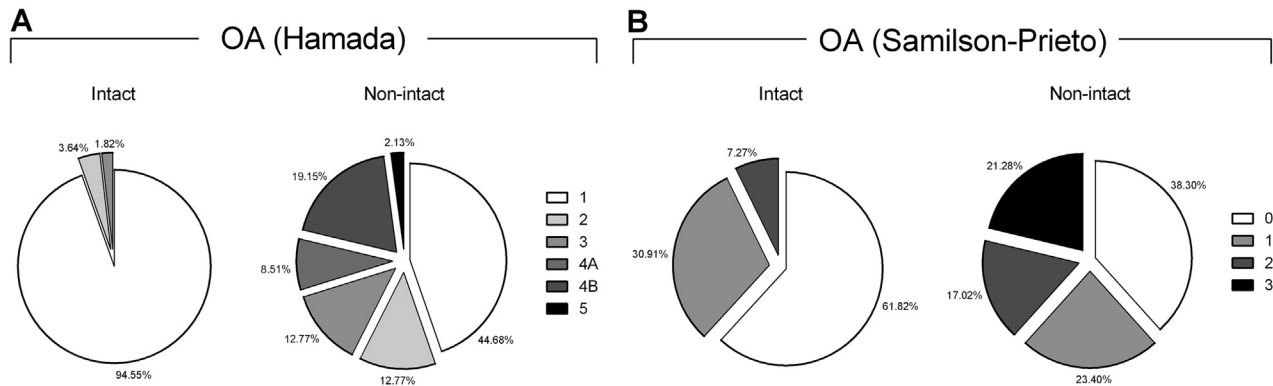 A
OA (Hamada)
Intact
Non-intact
3.64%
1.82%
94.55%
2.13%
19.15%
8.51%
12.77%
12.77%
44.68%
1
2
3
4A
4B
5
B
OA (Samilson-Prieto)
Intact
Non-intact
7.27%
30.91%
61.82%
21.28%
38.30%
17.02%
23.40%
0
1
2
3